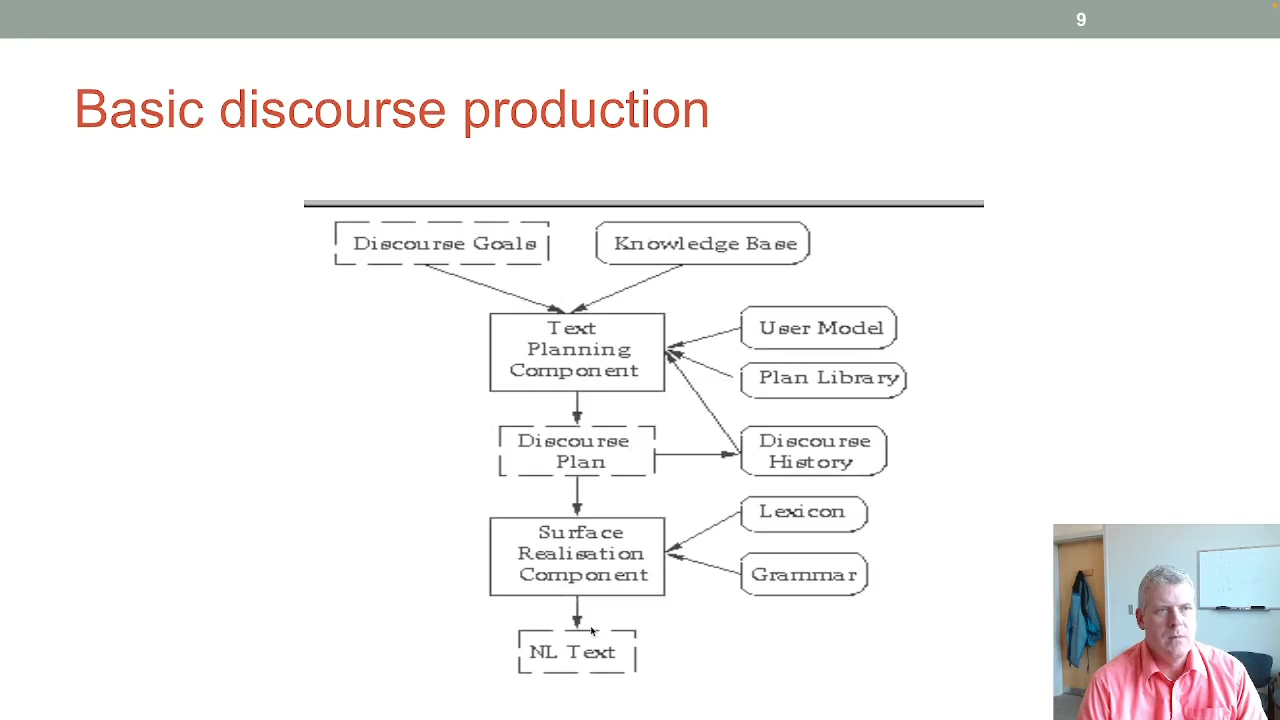 9
Basic discourse production
Discourse Goals
Knowledge Base
Text
Planning
Component
User Model
Plan Library
Discourse
Plan
Discourse
History
Surface
Realisation
Component
Lexicon
Grammar
NL Text